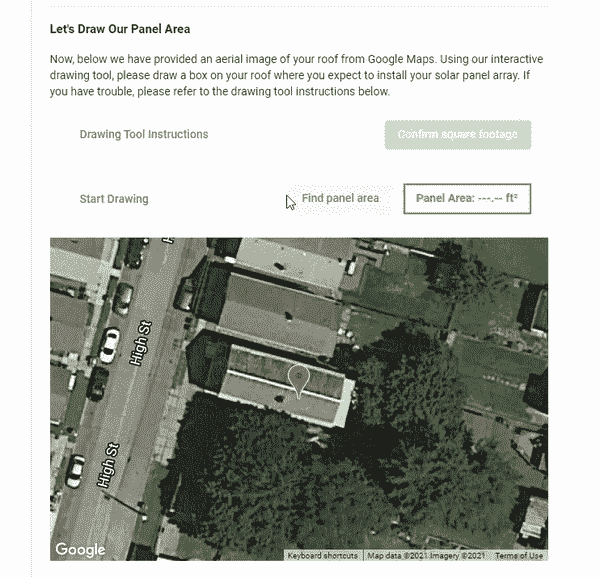 Let's Draw Our Panel Area
Now, below we have provided an aerial image of your roof from Google Maps. Using our interactive
drawing tool, please draw a box on your roof where you expect to install your solar panel array. If
you have trouble, please refer to the drawing tool instructions below.
Drawing Tool Instructions
Confirm square footage
Start Drawing
Find panel area
Panel Area: ---.-- ft²
High St
High St
Google
Keyboard shortcuts
Map data ©2021 Imagery ©2021
Terms of Use